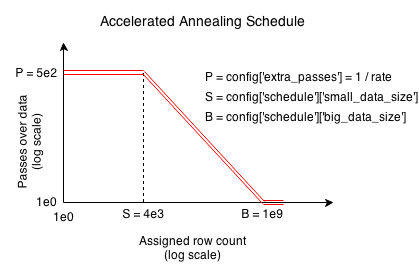 Accelerated Annealing Schedule
P = 5e2
P = config['extra_passes'] = 1 / rate
S = config['schedule']['small_data_size']
B = config['schedule']['big_data_size']
Passes over data
(log scale)
1e0
1e0
S = 4e3
B = 1e9
Assigned row count
(log scale)